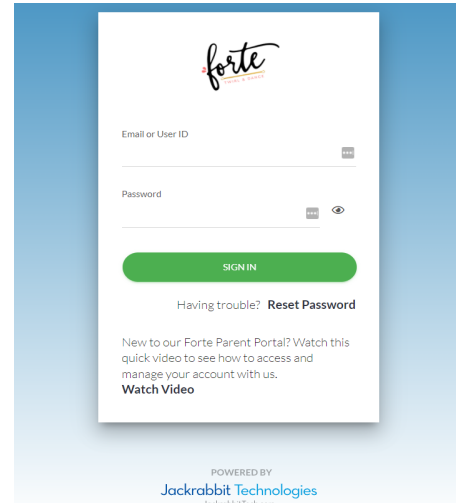 forte
TWIRL & DANCE
Email or User ID
Password
SIGN IN
Having trouble? Reset Password
New to our Forte Parent Portal? Watch this
quick video to see how to access and
manage your account with us.
Watch Video
POWERED BY
Jackrabbit Technologies